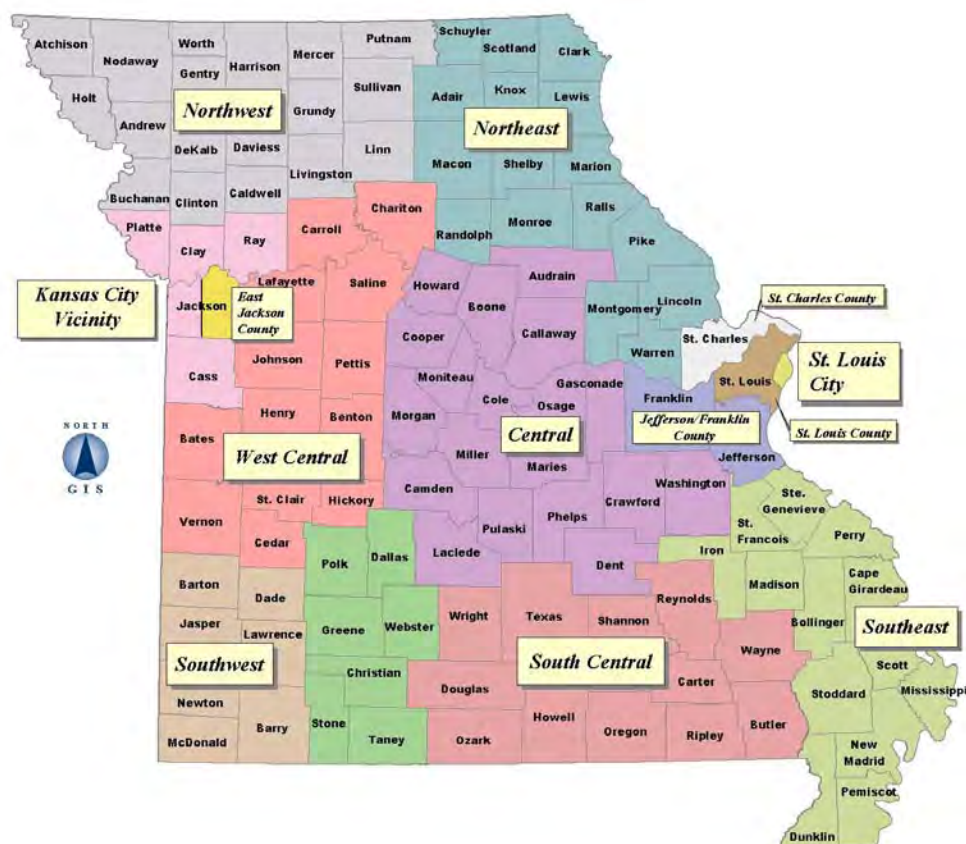 Atchison
Nodaway
Worth
Gentry
Harrison
Mercer
Putnam
Sullivan
Schuyler
Scotland
Clark
Holt
Andrew
Northwest
Grundy
Adair
Knox
Lewis
Northeast
DeKalb
Daviess
Linn
Macon
Shelby
Marion
Livingston
Buchanan
Clinton
Caldwell
Chariton
Platte
Ray
Carroll
Randolph
Monroe
Ralls
Pike
Clay
Kansas City
Vicinity
Jackson
East
Jackson
County
Lafayette
Saline
Howard
Boone
Audrain
Montgomery
Lincoln
St. Charles County
Cooper
Callaway
Warren
St. Charles
St. Louis
St. Louis
City
Johnson
Pettis
Cass
Moniteau
Gasconade
Franklin
St. Louis County
Cole
Osage
Henry
Benton
Morgan
Central
Jefferson/Franklin
County
Bates
West Central
Miller
Maries
Jefferson
NORTH
GIS
Camden
Washington
Crawford
St. Clair
Hickory
Ste.
Genevieve
Vernon
Pulaski
Phelps
St.
Francois
Perry
Cedar
Polk
Dallas
Laclede
Dent
Iron
Barton
Dade
Madison
Cape
Girardeau
Reynolds
Jasper
Lawrence
Greene
Webster
Wright
Texas
Shannon
Bollinger
Southeast
Southwest
Christian
South Central
Wayne
Scott
Mississippi
Newton
Douglas
Carter
Stoddard
McDonald
Barry
Stone
Taney
Ozark
Howell
Oregon
Ripley
Butler
New
Madrid
Pemiscot
Dunklin